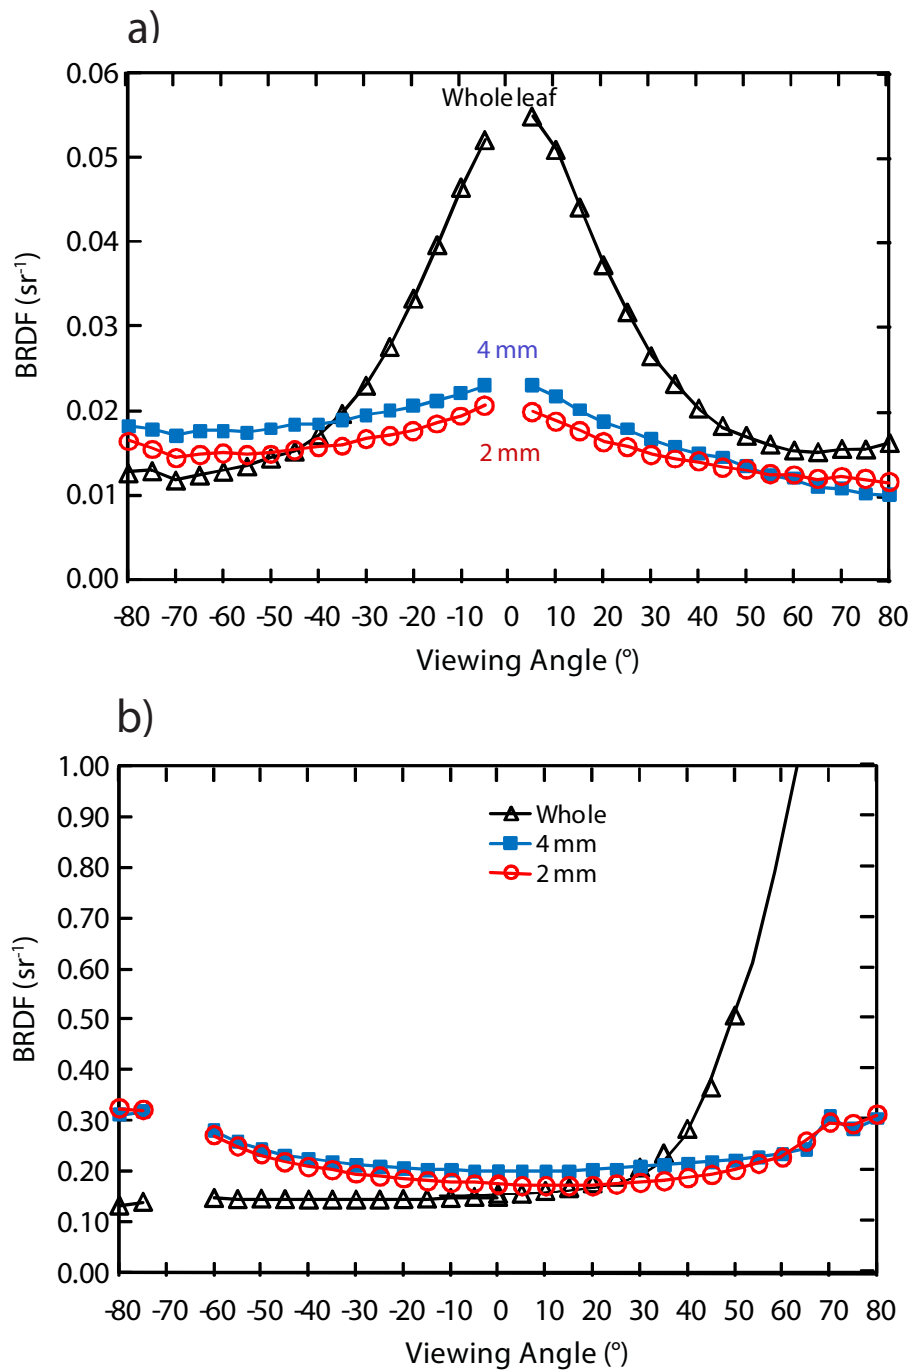 a)
0.06
0.05
0.04
0.03
0.02
0.01
0.00
BRDF (sr⁻¹)
Whole leaf
4 mm
2 mm
-80 -70 -60 -50 -40 -30 -20 -10 0 10 20 30 40 50 60 70 80
Viewing Angle (°)
b)
1.00
0.90
0.80
0.70
0.60
0.50
0.40
0.30
0.20
0.10
0.00
BRDF (sr⁻¹)
Whole
4 mm
2 mm
-80 -70 -60 -50 -40 -30 -20 -10 0 10 20 30 40 50 60 70 80
Viewing Angle (°)